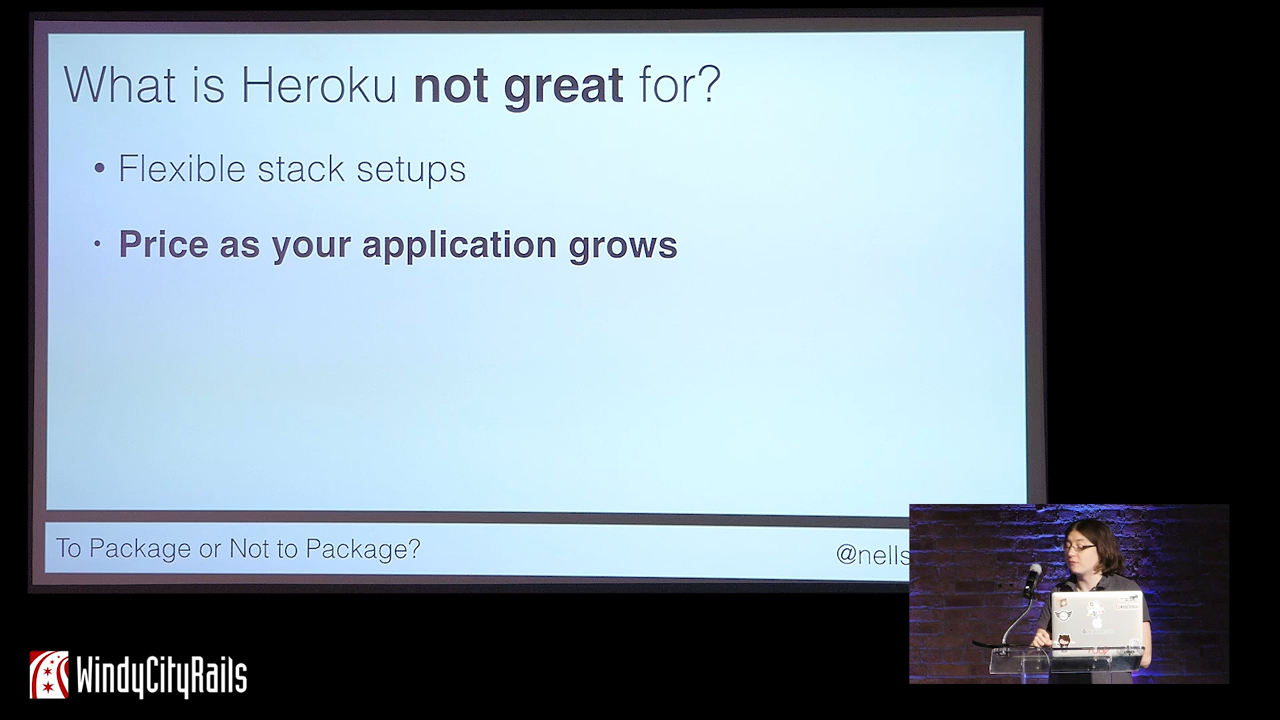 What is Heroku not great for?
• Flexible stack setups
• Price as your application grows
To Package or Not to Package?
@nells
WindyCityRails